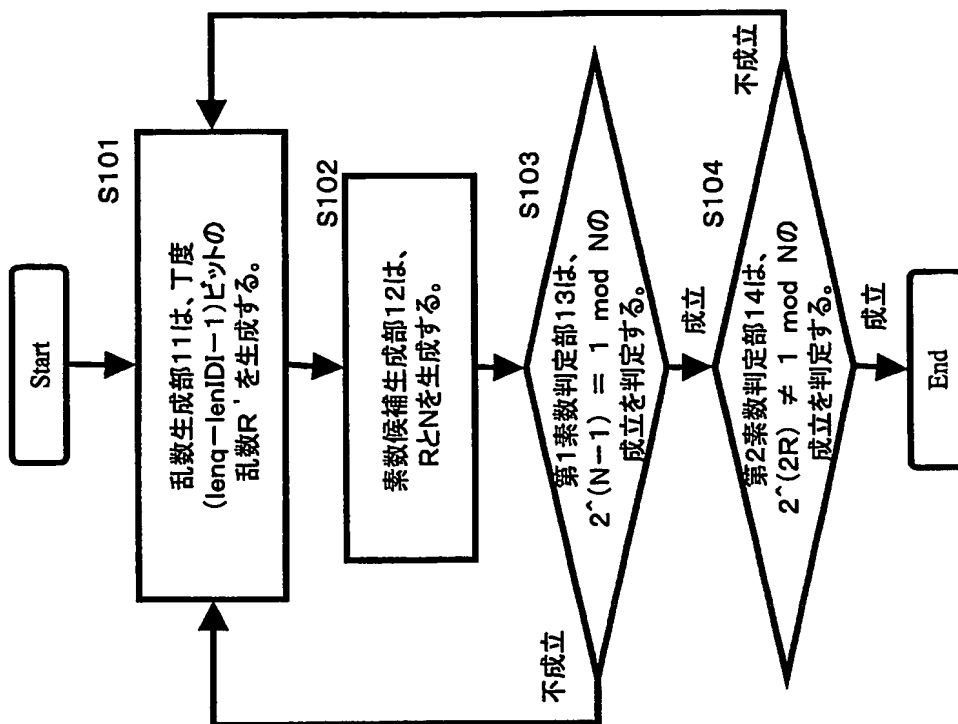 Start
S101
乱数生成部11は、丁度
(lenq−lenIDI−1)ビットの
乱数R'を生成する。
S102
素数候補生成部12は、
RとNを生成する。
S103
第1素数判定部13は、
2^(N−1) = 1 mod Nの
成立を判定する。
不成立
成立
S104
第2素数判定部14は、
2^(2R) ≠ 1 mod Nの
成立を判定する。
不成立
成立
End